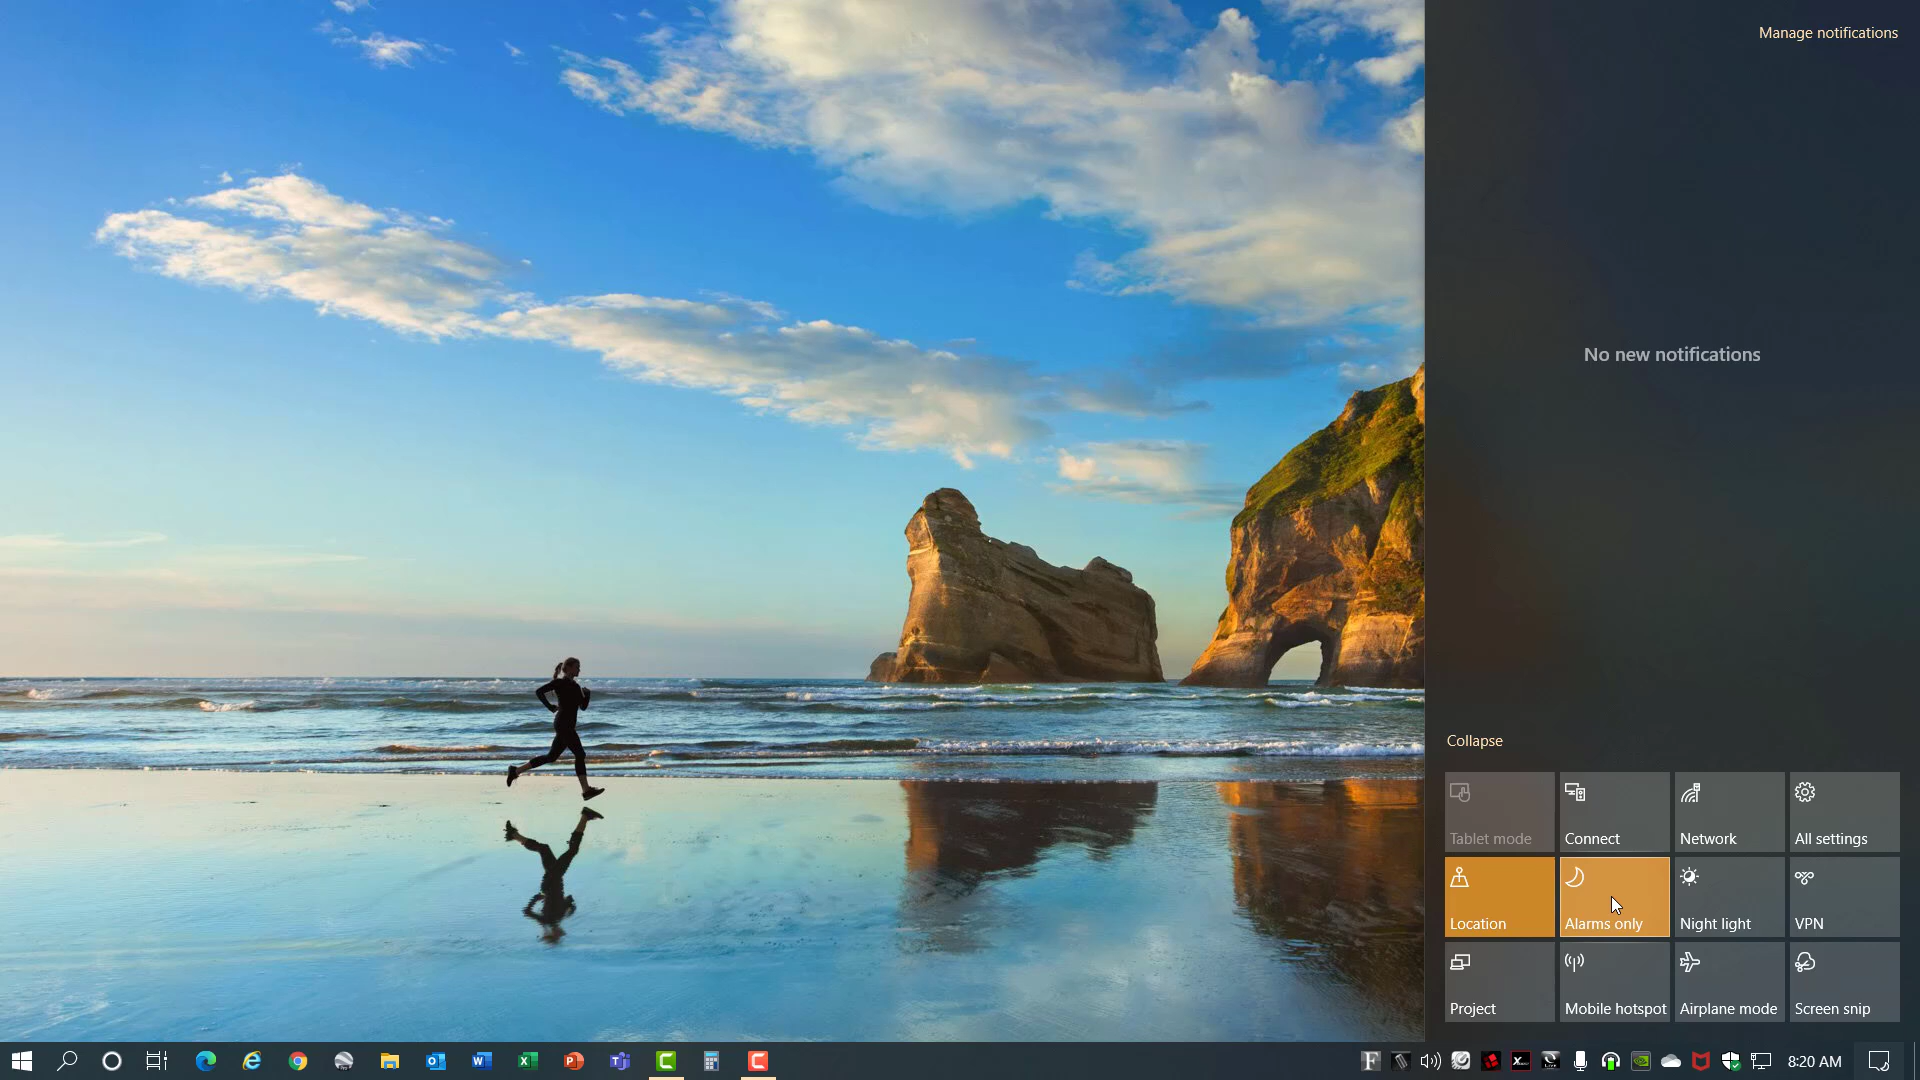 Manage notifications
No new notifications
Collapse
Tablet mode
Connect
Network
All settings
Location
Alarms only
Night light
VPN
Project
Mobile hotspot
Airplane mode
Screen snip
8:20 AM